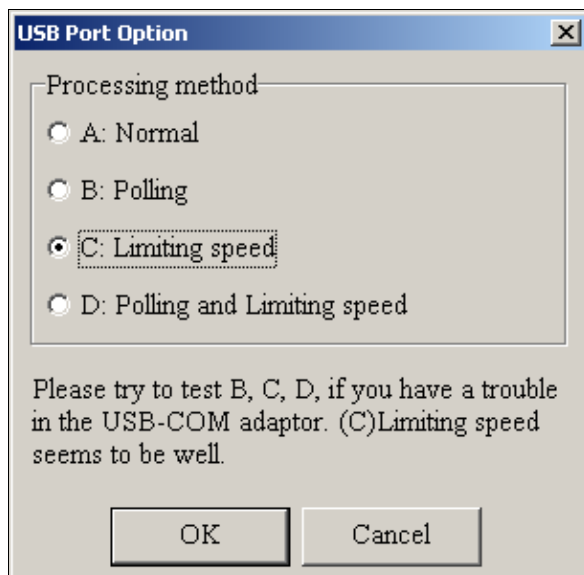 USB Port Option
Processing method
A: Normal
B: Polling
C: Limiting speed
D: Polling and Limiting speed
Please try to test B, C, D, if you have a trouble
in the USB-COM adaptor. (C)Limiting speed
seems to be well.
OK
Cancel